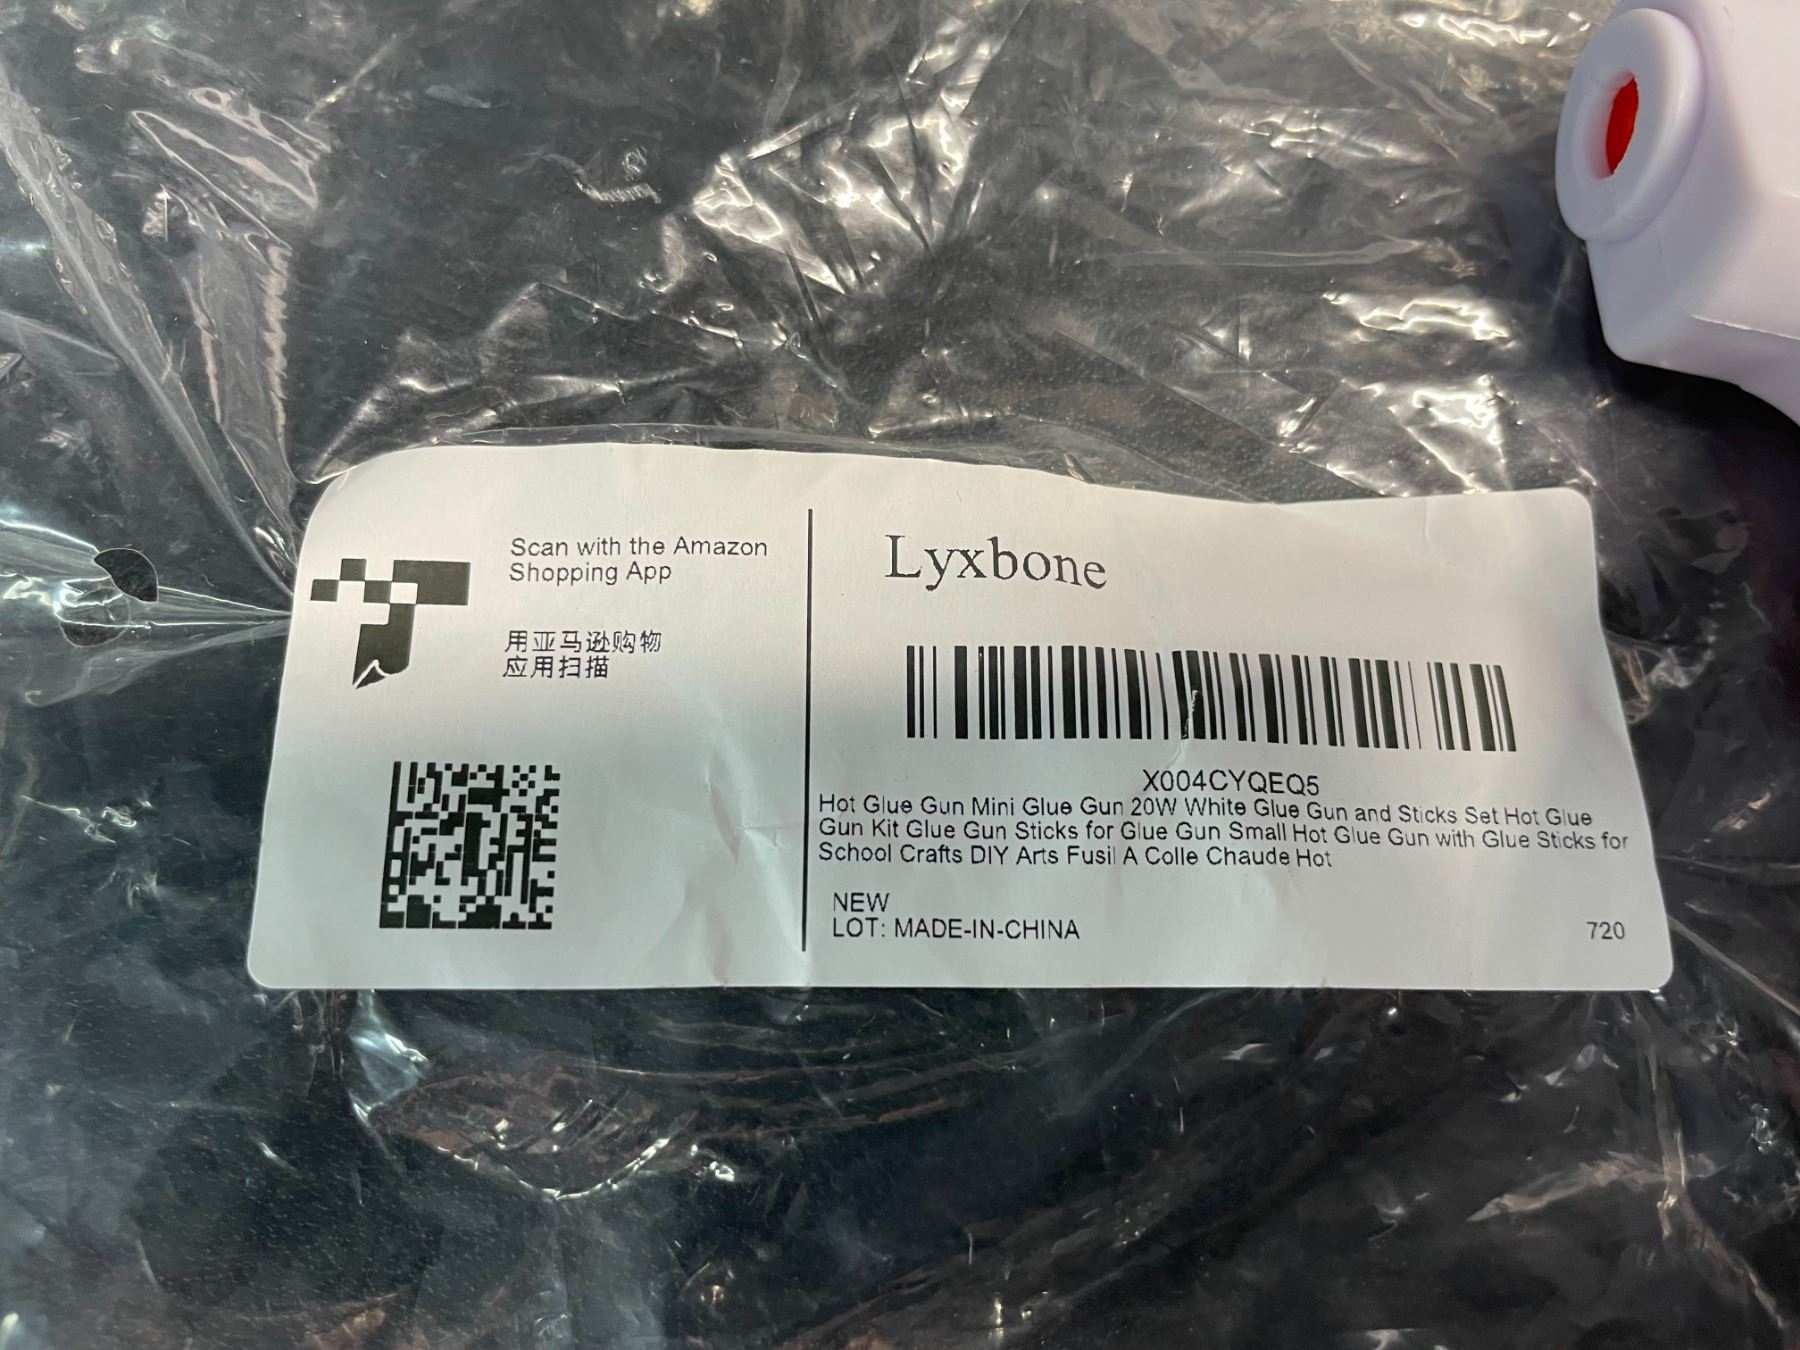 Scan with the Amazon
Shopping App
用亚马逊购物
应用扫描
Lyxbone
X004CYQEQ5
Hot Glue Gun Mini Glue Gun 20W White Glue Gun and Sticks Set Hot Glue
Gun Kit Glue Gun Sticks for Glue Gun Small Hot Glue Gun with Glue Sticks for
School Crafts DIY Arts Fusil A Colle Chaude Hot
NEW
LOT: MADE-IN-CHINA
720